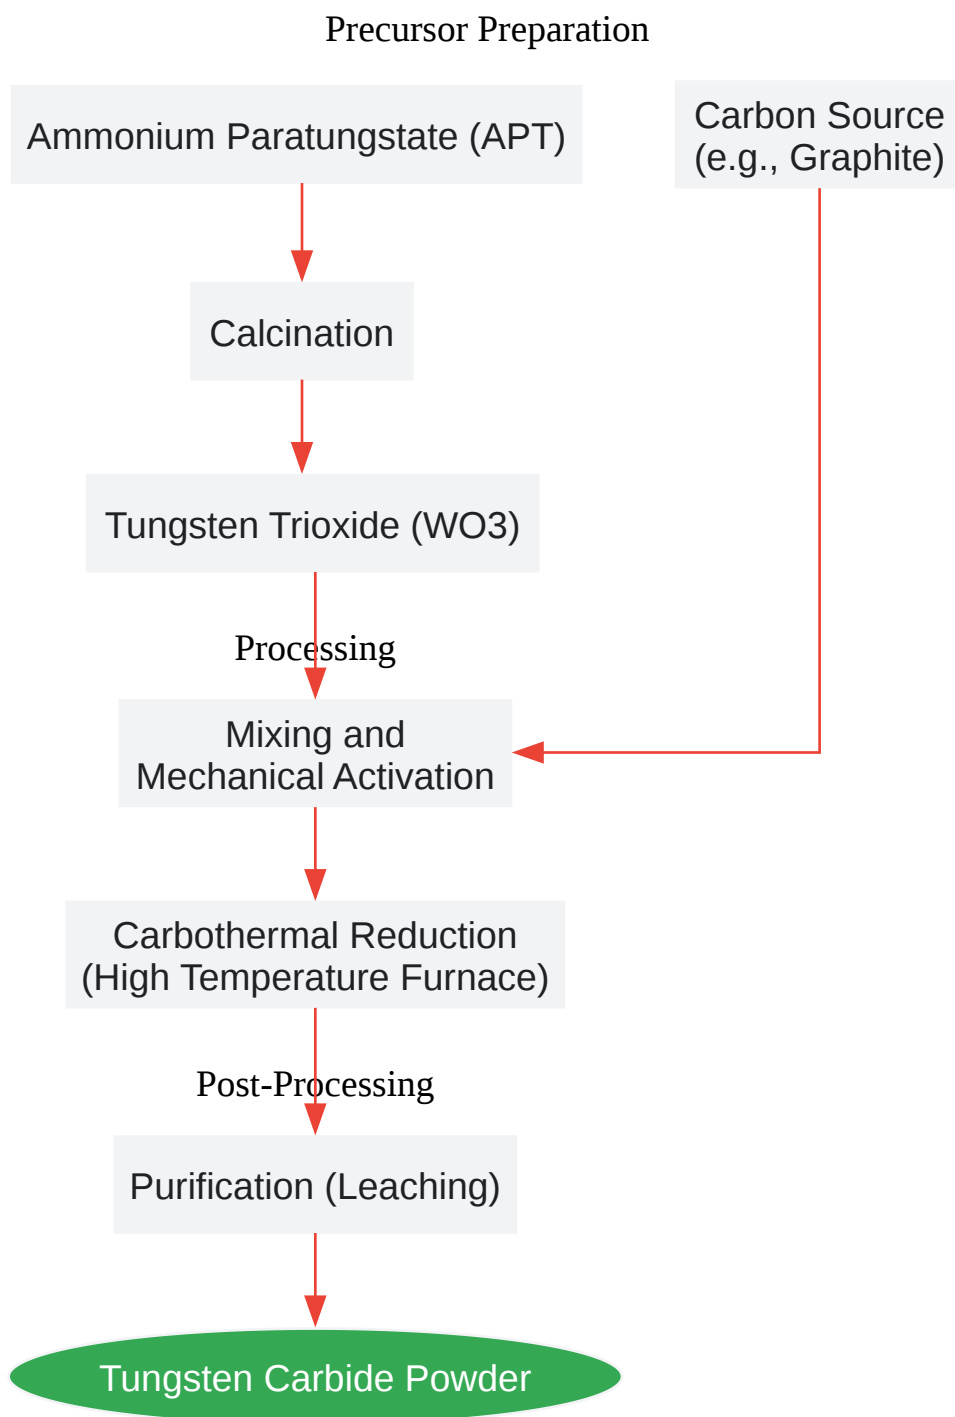 Precursor Preparation
Ammonium Paratungstate (APT)
Carbon Source
(e.g., Graphite)
Calcination
Tungsten Trioxide (WO3)
Processing
Mixing and
Mechanical Activation
Carbothermal Reduction
(High Temperature Furnace)
Post-Processing
Purification (Leaching)
Tungsten Carbide Powder